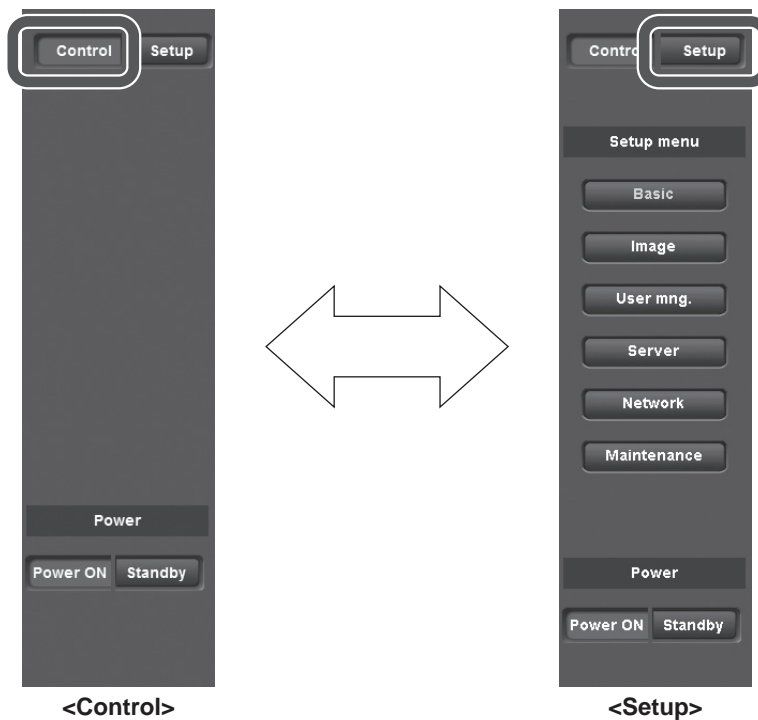 Control Setup
Power
Power ON Standby
<Control>
Contro Setup
Setup menu
Basic
Image
User mng.
Server
Network
Maintenance
Power
Power ON Standby
<Setup>